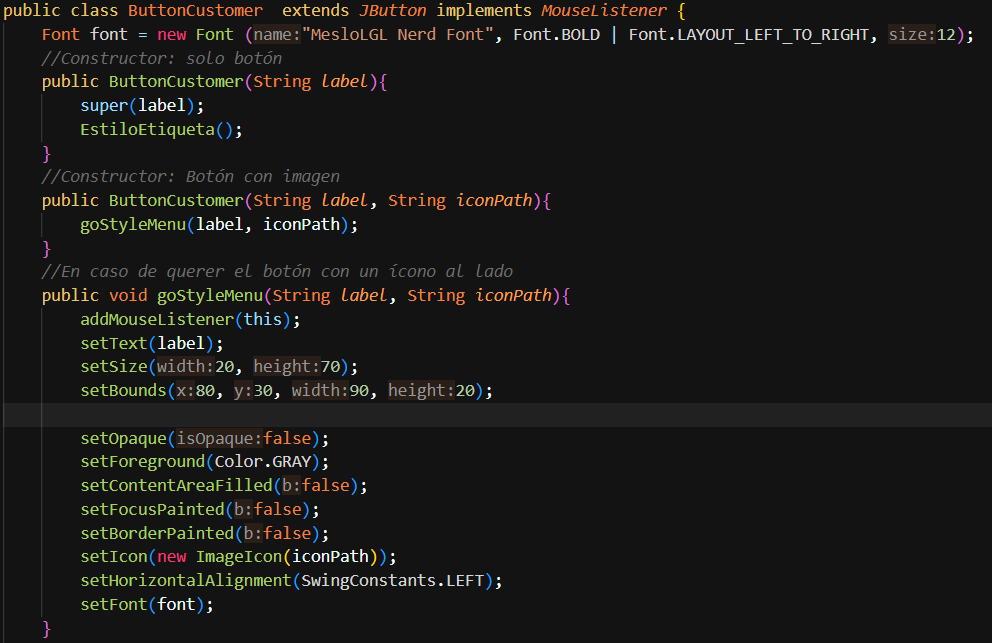 public class ButtonCustomer  extends JButton implements MouseListener {
    Font font = new Font (name:"MesloLGL Nerd Font", Font.BOLD | Font.LAYOUT_LEFT_TO_RIGHT, size:12);
    //Constructor: solo botón
    public ButtonCustomer(String label){
        super(label);
        EstiloEtiqueta();
    }
    //Constructor: Botón con imagen
    public ButtonCustomer(String label, String iconPath){
        goStyleMenu(label, iconPath);
    }
    //En caso de querer el botón con un ícono al lado
    public void goStyleMenu(String label, String iconPath){
        addMouseListener(this);
        setText(label);
        setSize(width:20, height:70);
        setBounds(x:80, y:30, width:90, height:20);

        setOpaque(isOpaque:false);
        setForeground(Color.GRAY);
        setContentAreaFilled(b:false);
        setFocusPainted(b:false);
        setBorderPainted(b:false);
        setIcon(new ImageIcon(iconPath));
        setHorizontalAlignment(SwingConstants.LEFT);
        setFont(font);
    }